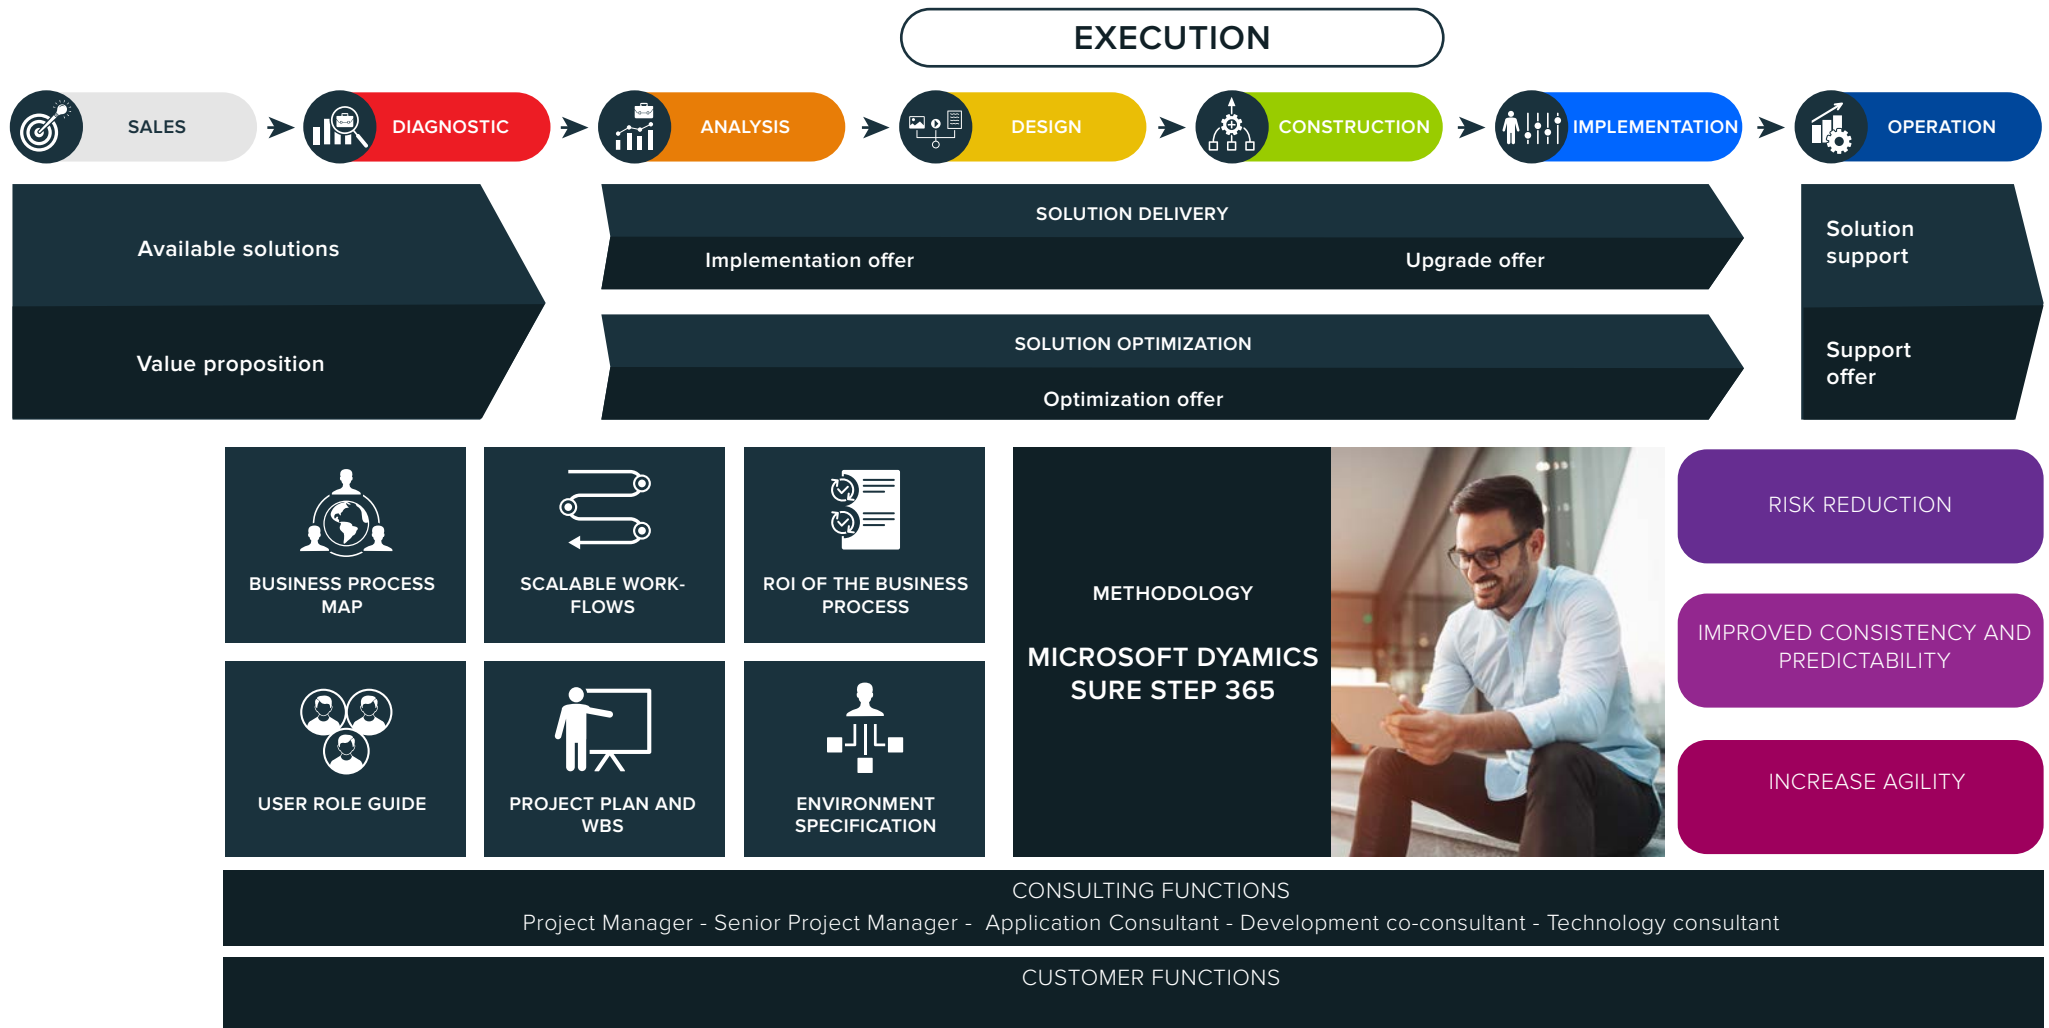 EXECUTION
SALES
DIAGNOSTIC
ANALYSIS
DESIGN
CONSTRUCTION
IMPLEMENTATION
OPERATION
Available solutions
Value proposition
SOLUTION DELIVERY
Implementation offer
Upgrade offer
SOLUTION OPTIMIZATION
Optimization offer
Solution
support
Support
offer
BUSINESS PROCESS
MAP
SCALABLE WORK-
FLOWS
ROI OF THE BUSINESS
PROCESS
USER ROLE GUIDE
PROJECT PLAN AND
WBS
ENVIRONMENT
SPECIFICATION
METHODOLOGY
MICROSOFT DYAMICS
SURE STEP 365
RISK REDUCTION
IMPROVED CONSISTENCY AND
PREDICTABILITY
INCREASE AGILITY
CONSULTING FUNCTIONS
Project Manager - Senior Project Manager - Application Consultant - Development co-consultant - Technology consultant
CUSTOMER FUNCTIONS